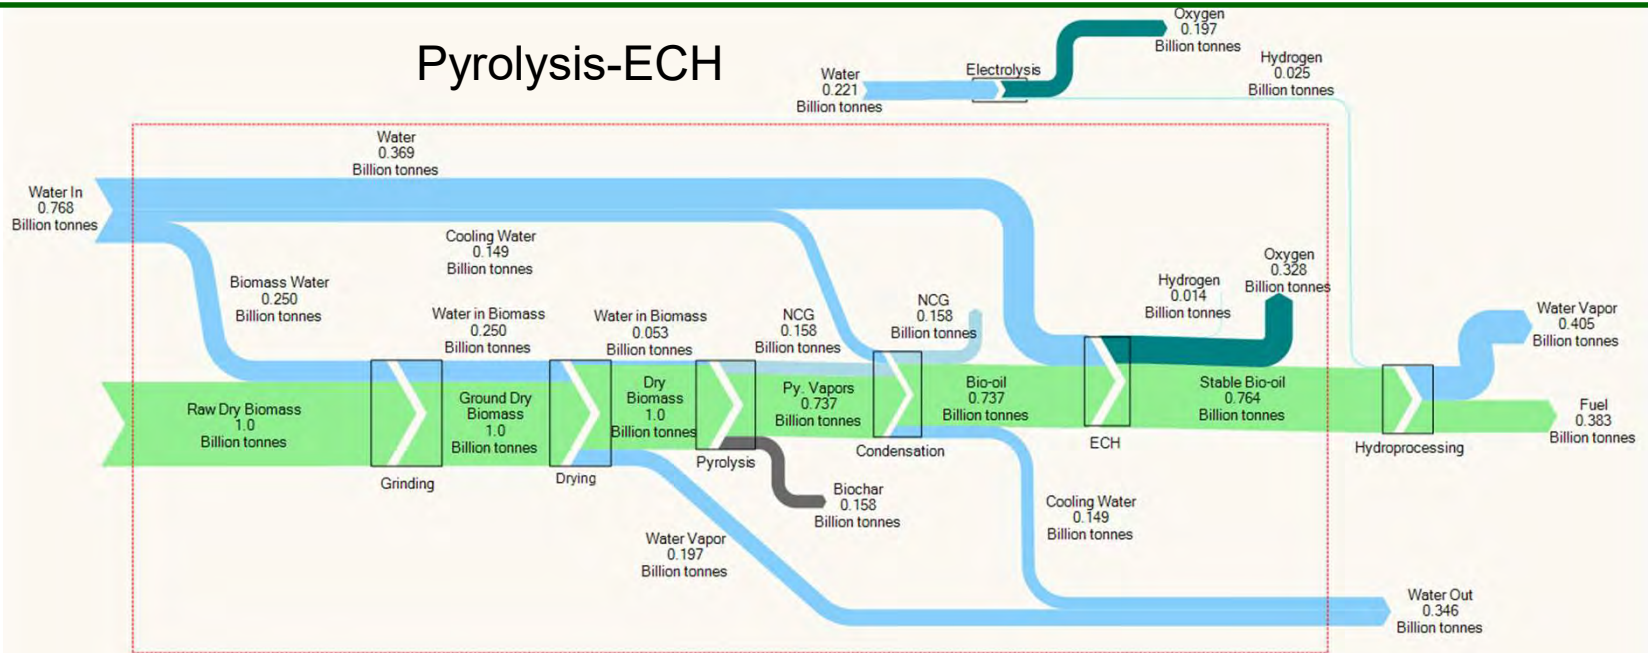 Pyrolysis-ECH
Oxygen
0.197
Billion tonnes
Water
0.221
Billion tonnes
Electrolysis
Hydrogen
0.025
Billion tonnes
Water
0.369
Billion tonnes
Water In
0.768
Billion tonnes
Cooling Water
0.149
Billion tonnes
Biomass Water
0.250
Billion tonnes
Water in Biomass
0.250
Billion tonnes
Water in Biomass
0.053
Billion tonnes
NCG
0.158
Billion tonnes
NCG
0.158
Billion tonnes
Hydrogen
0.014
Billion tonnes
Oxygen
0.328
Billion tonnes
Water Vapor
0.405
Billion tonnes
Raw Dry Biomass
1.0
Billion tonnes
Ground Dry
Biomass
1.0
Billion tonnes
Dry
Biomass
1.0
Billion tonnes
Py. Vapors
0.737
Billion tonnes
Bio-oil
0.737
Billion tonnes
Stable Bio-oil
0.764
Billion tonnes
Fuel
0.383
Billion tonnes
Grinding
Drying
Pyrolysis
Condensation
ECH
Hydroprocessing
Biochar
0.158
Billion tonnes
Cooling Water
0.149
Billion tonnes
Water Vapor
0.197
Billion tonnes
Water Out
0.346
Billion tonnes